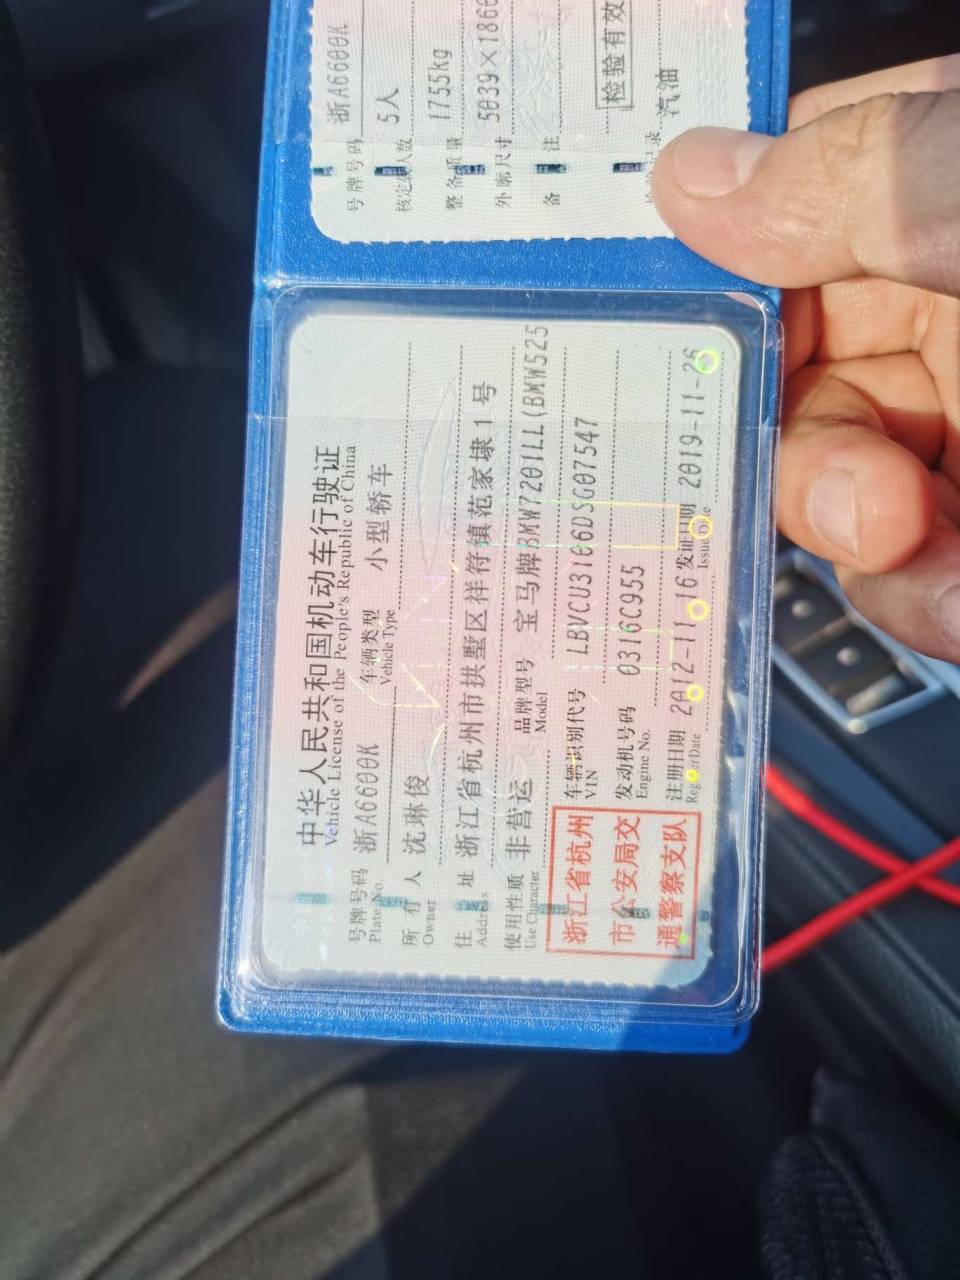 中华人民共和国机动车行驶证
Vehicle License of the People's Republic of China
号牌号码 浙A6600K 车辆类型 小型轿车
Plate No. Vehicle Type
所有人 沈琳俊
Owner
住址 浙江省杭州市拱墅区祥符镇范家埭1号
Address
使用性质 非营运 品牌型号 宝马牌BMW7201LL(BMW525
Use Character Model
浙江省杭州
市公安局交
通警察支队
车辆识别代号 LBVCU3106DSG07547
VIN
发动机号码 0316C955
Engine No.
注册日期 2012-11-16 发证日期 2019-11-26
Register Date Issue Date
号牌号码 浙A6600K
核定载人数 5人
整备质量 1755kg
外廓尺寸 5039×1866
备注
检验有效
汽油